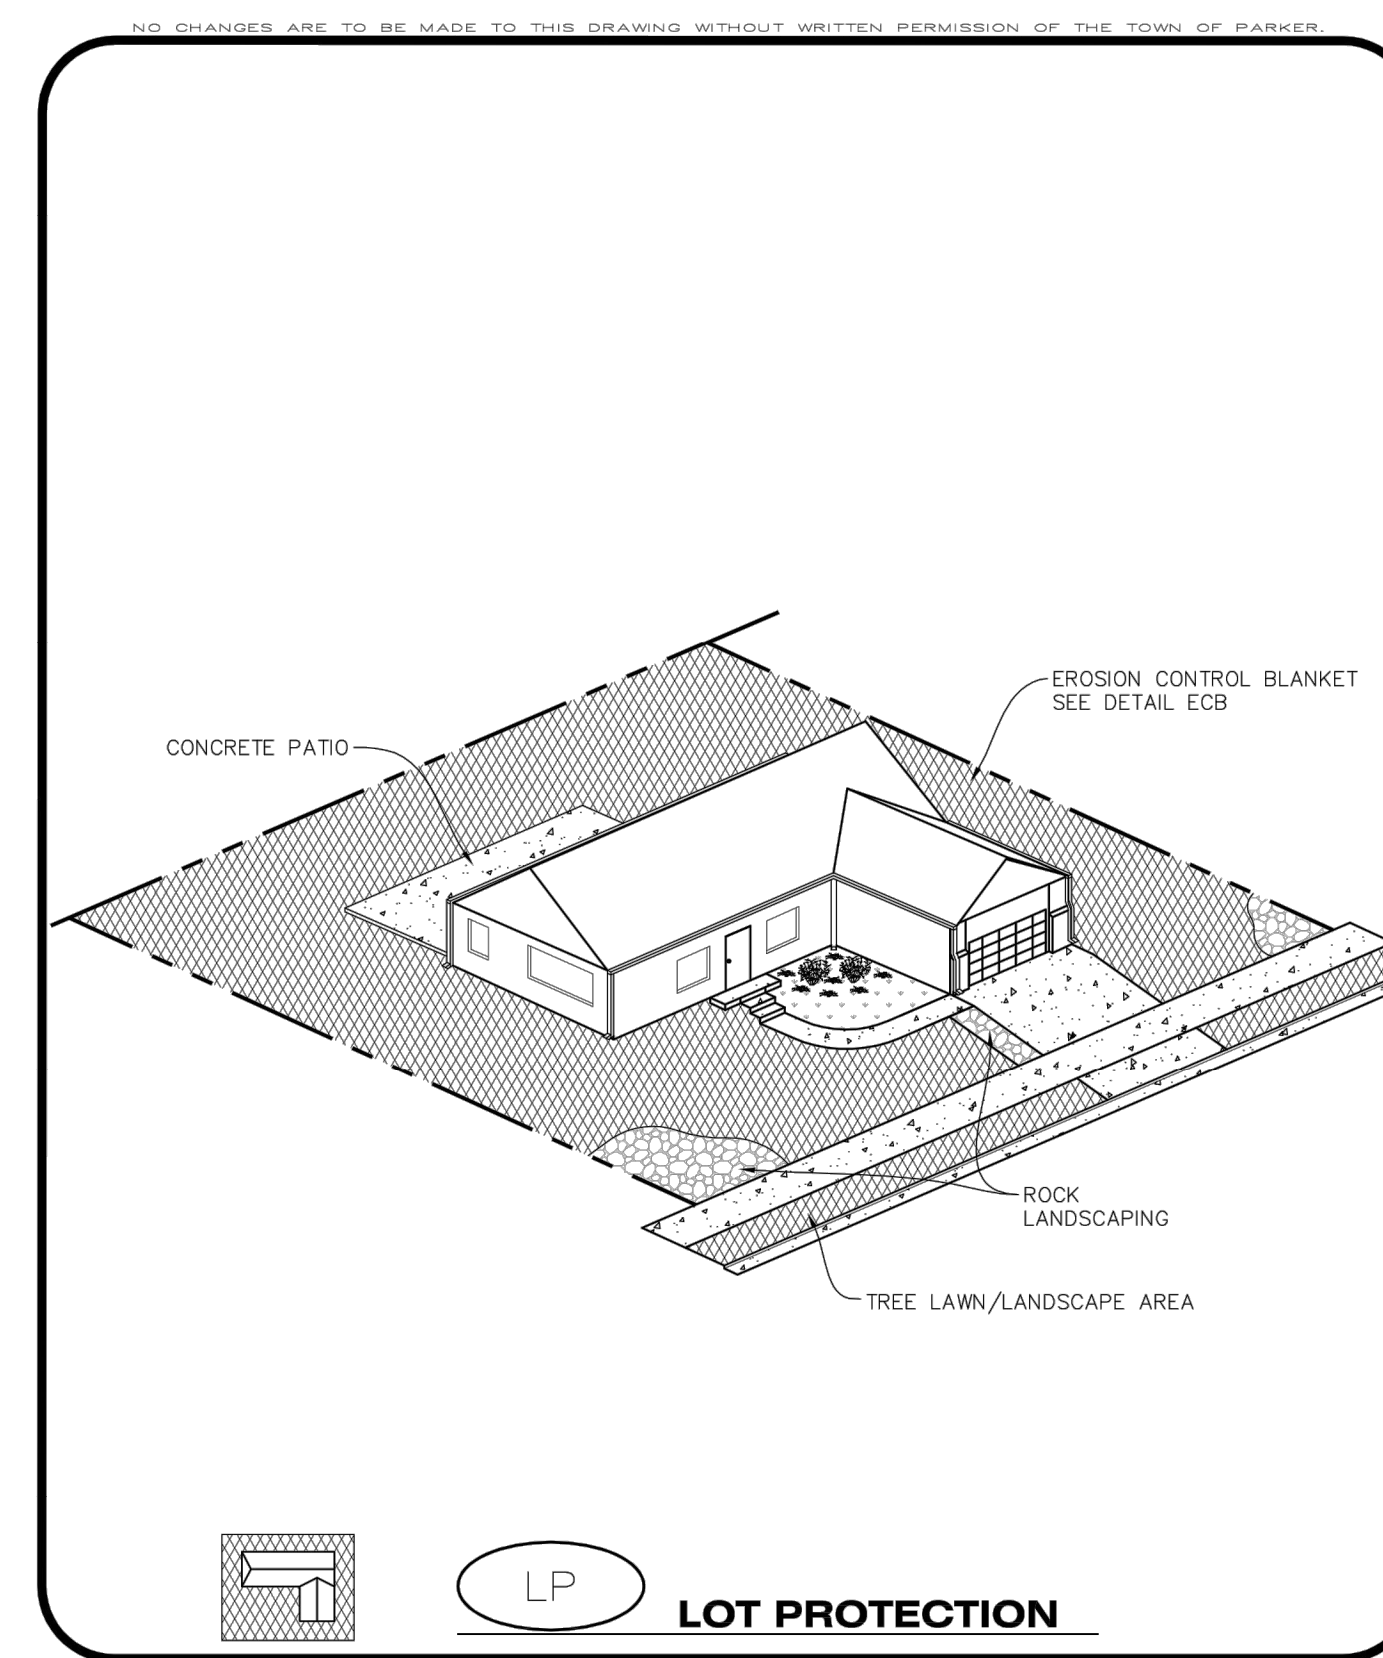 NO CHANGES ARE TO BE MADE TO THIS DRAWING WITHOUT WRITTEN PERMISSION OF THE TOWN OF PARKER.
EROSION CONTROL BLANKET
SEE DETAIL ECB
CONCRETE PATIO
ROCK
LANDSCAPING
TREE LAWN/LANDSCAPE AREA
LP
LOT PROTECTION